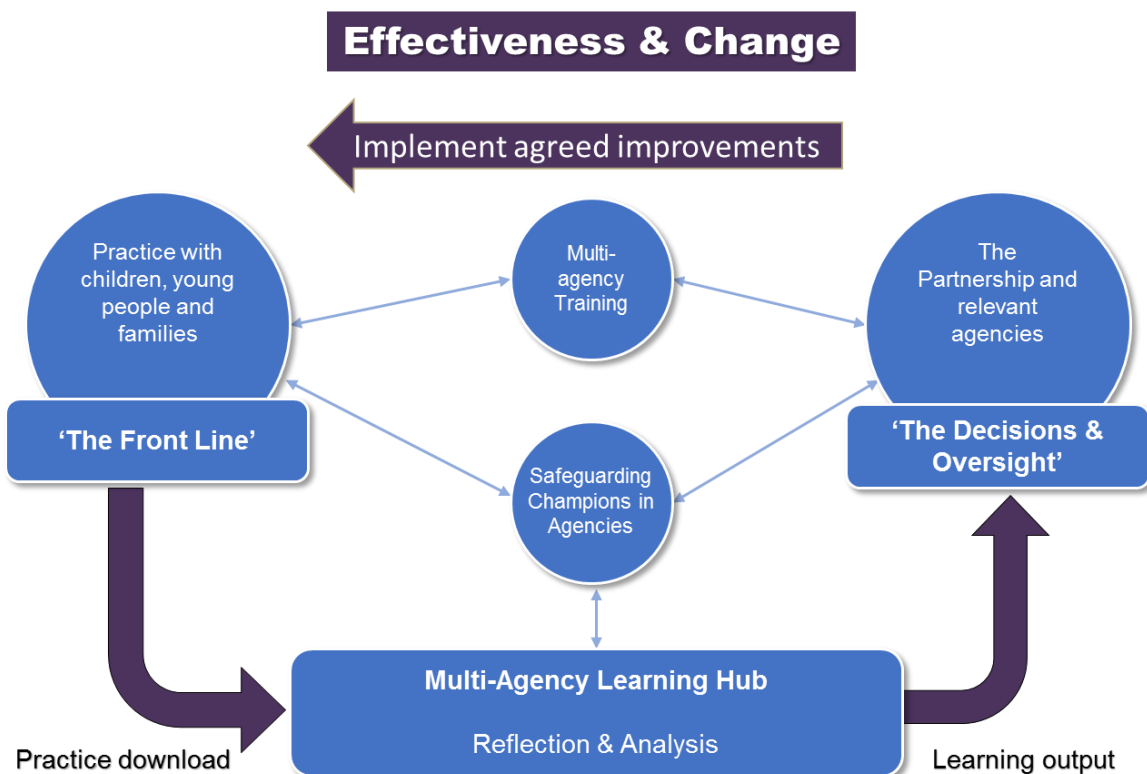 Effectiveness & Change
Implement agreed improvements
Practice with
children, young
people and
families
‘The Front Line’
Multi-
agency
Training
The
Partnership and
relevant
agencies
‘The Decisions &
Oversight’
Safeguarding
Champions in
Agencies
Multi-Agency Learning Hub
Reflection & Analysis
Practice download
Learning output